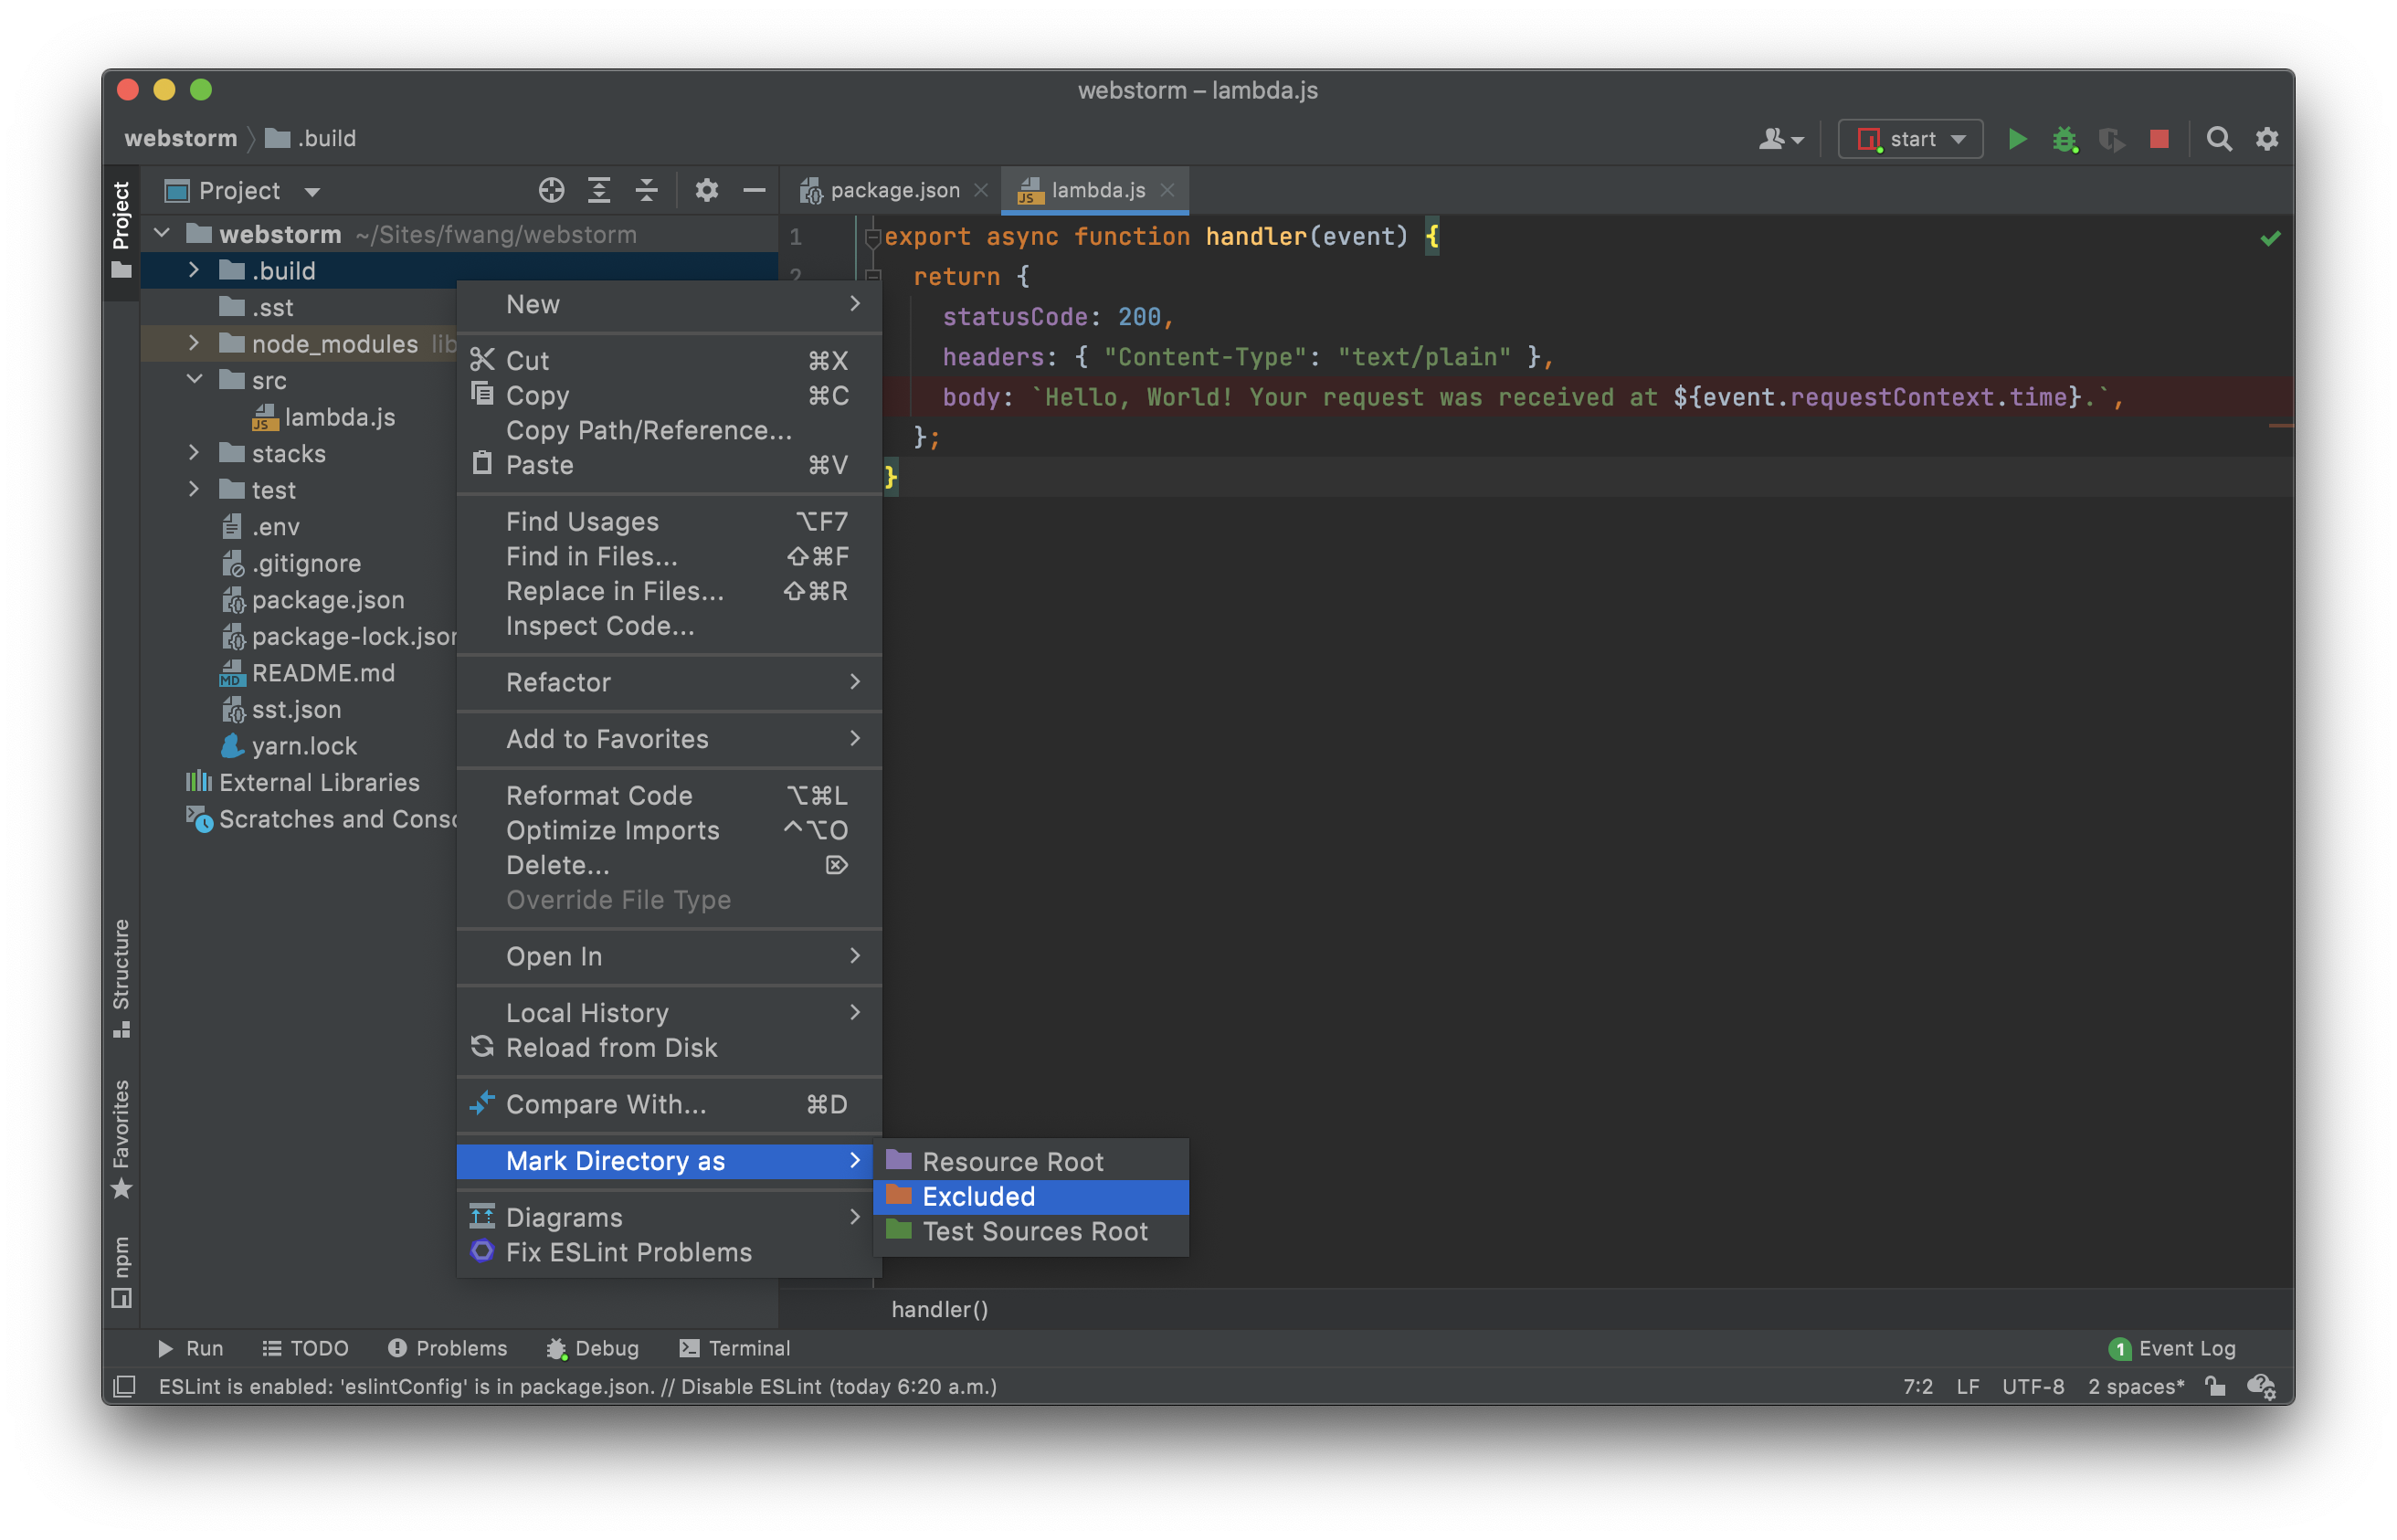 webstorm – lambda.js
webstorm
.build
start
Project
Project
package.json
lambda.js
webstorm ~/Sites/fwang/webstorm
.build
.sst
node_modules lib
src
lambda.js
stacks
test
.env
.gitignore
package.json
package-lock.json
README.md
sst.json
yarn.lock
External Libraries
Scratches and Conso
Structure
Favorites
npm
New
Cut ⌘X
Copy ⌘C
Copy Path/Reference...
Paste ⌘V
Find Usages ⌥F7
Find in Files... ⇧⌘F
Replace in Files... ⇧⌘R
Inspect Code...
Refactor
Add to Favorites
Reformat Code ⌥⌘L
Optimize Imports ^⌥O
Delete... ⌦
Override File Type
Open In
Local History
Reload from Disk
Compare With... ⌘D
Mark Directory as
Diagrams
Fix ESLint Problems
Resource Root
Excluded
Test Sources Root
1 export async function handler(event) {
2 return {
statusCode: 200,
headers: { "Content-Type": "text/plain" },
body: `Hello, World! Your request was received at ${event.requestContext.time}.`,
};
}
handler()
Run TODO Problems Debug Terminal 1 Event Log
ESLint is enabled: 'eslintConfig' is in package.json. // Disable ESLint (today 6:20 a.m.) 7:2 LF UTF-8 2 spaces*